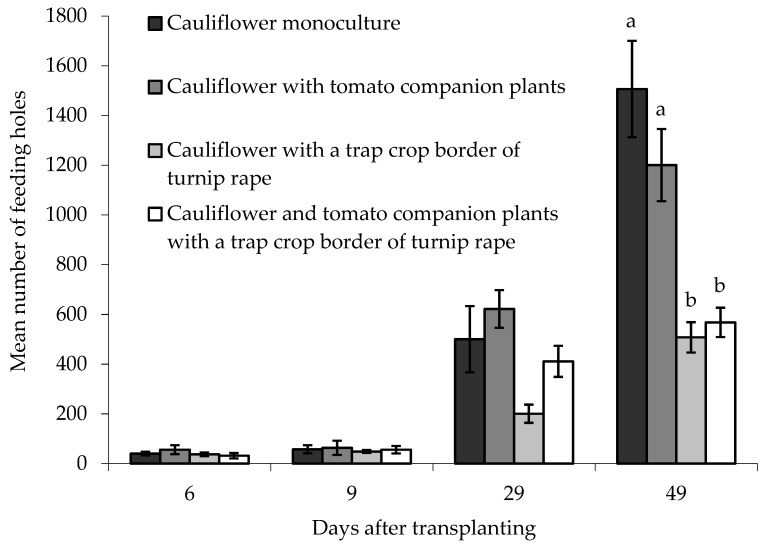 1800
1600
1400
1200
1000
800
600
400
200
0
Mean number of feeding holes
Cauliflower monoculture
Cauliflower with tomato companion plants
Cauliflower with a trap crop border of
turnip rape
Cauliflower and tomato companion plants
with a trap crop border of turnip rape
a
a
b
b
6
9
29
49
Days after transplanting